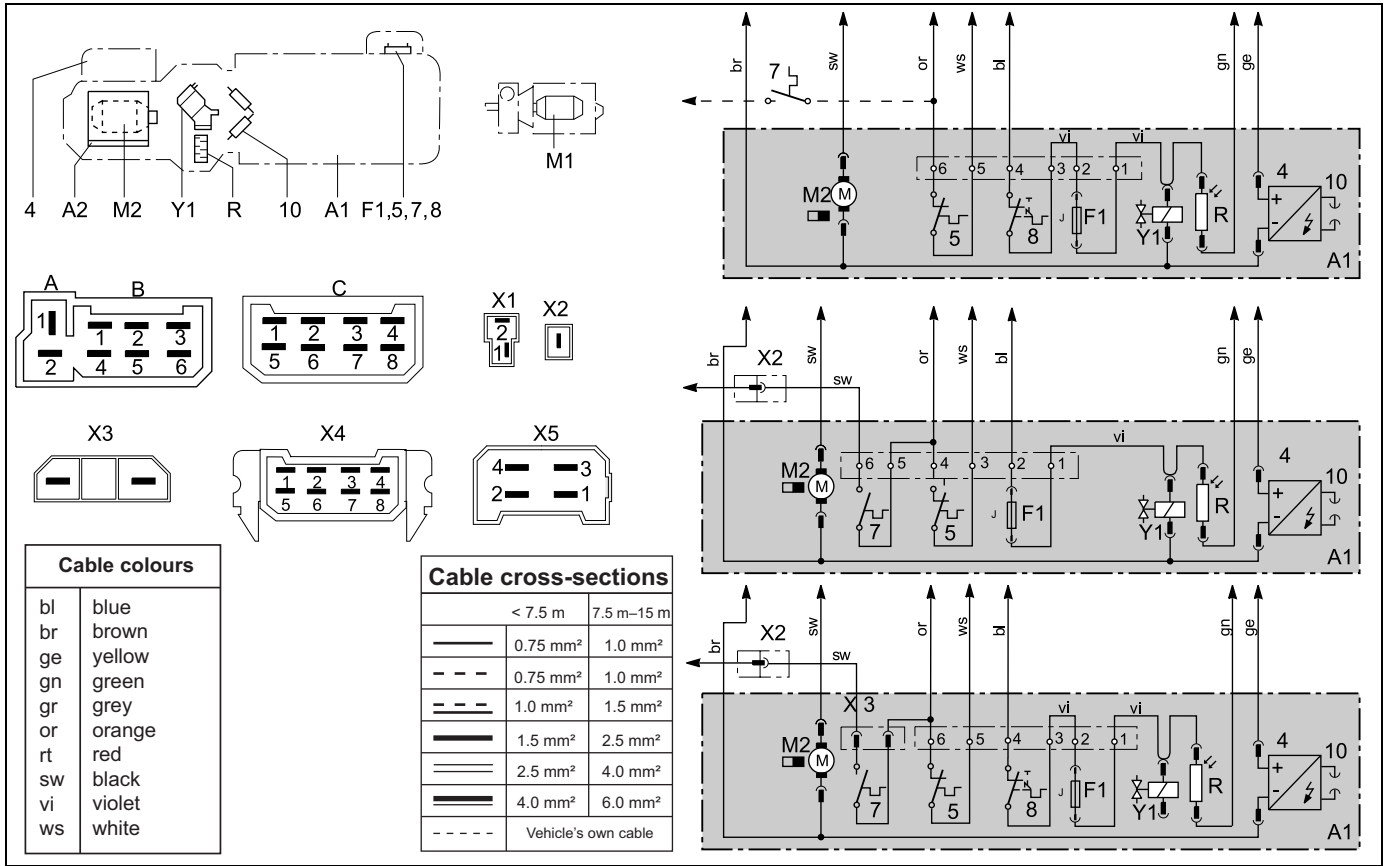 4 A2 M2 Y1 R 10 A1 F1,5,7,8
M1
A B
1 2
1 2 3
4 5 6
C
1 2 3 4
5 6 7 8
X1
2
1
X2
X3
X4
1 2 3 4
5 6 7 8
X5
4 3
2 1
Cable colours
bl blue
br brown
ge yellow
gn green
gr grey
or orange
rt red
sw black
vi violet
ws white
Cable cross-sections
< 7.5 m 7.5 m–15 m
0.75 mm² 1.0 mm²
0.75 mm² 1.0 mm²
1.0 mm² 1.5 mm²
1.5 mm² 2.5 mm²
2.5 mm² 4.0 mm²
4.0 mm² 6.0 mm²
Vehicle's own cable
br sw or ws bl gn ge
7
vi vi
6 5 4 3 2 1
4 10
M2 M
5 8 J F1 Y1 R + -
A1
br sw or ws bl gn ge
X2
sw
vi
6 5 4 3 2 1
4 10
M2 M
7 5 J F1 Y1 R + -
A1
br sw or ws bl gn ge
X2
sw
X 3
vi vi
6 5 4 3 2 1
4 10
M2 M
7 5 8 J F1 Y1 R + -
A1